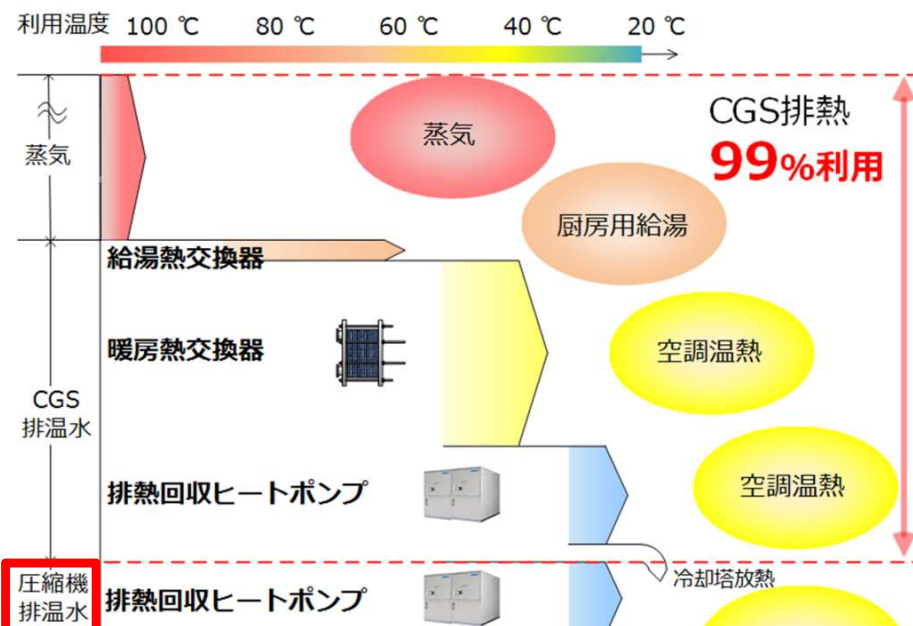 利用温度 100 ℃ 80 ℃ 60 ℃ 40 ℃ 20 ℃
蒸気
蒸気
CGS排熱
99%利用
厨房用給湯
給湯熱交換器
暖房熱交換器
空調温熱
CGS
排温水
排熱回収ヒートポンプ
空調温熱
冷却塔放熱
圧縮機
排温水
排熱回収ヒートポンプ